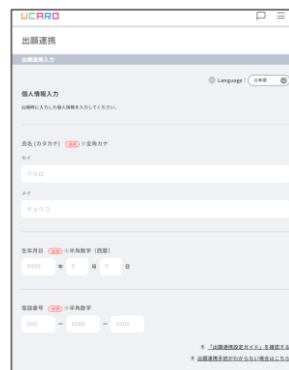 UCARO
出願連携
出願連携入力
Language : 日本語
個人情報入力
出願時に入力した個人情報を入力してください。
氏名 (カタカナ) 必須 ※全角カナ
セイ
ウカロ
メイ
キョウコ
生年月日 必須 ※半角数字 (西暦)
年 月 日
電話番号 必須 ※半角数字
000 - 0000 - 0000
「出願連携設定ガイド」を確認する
出願連携手続がわからない場合はこちら